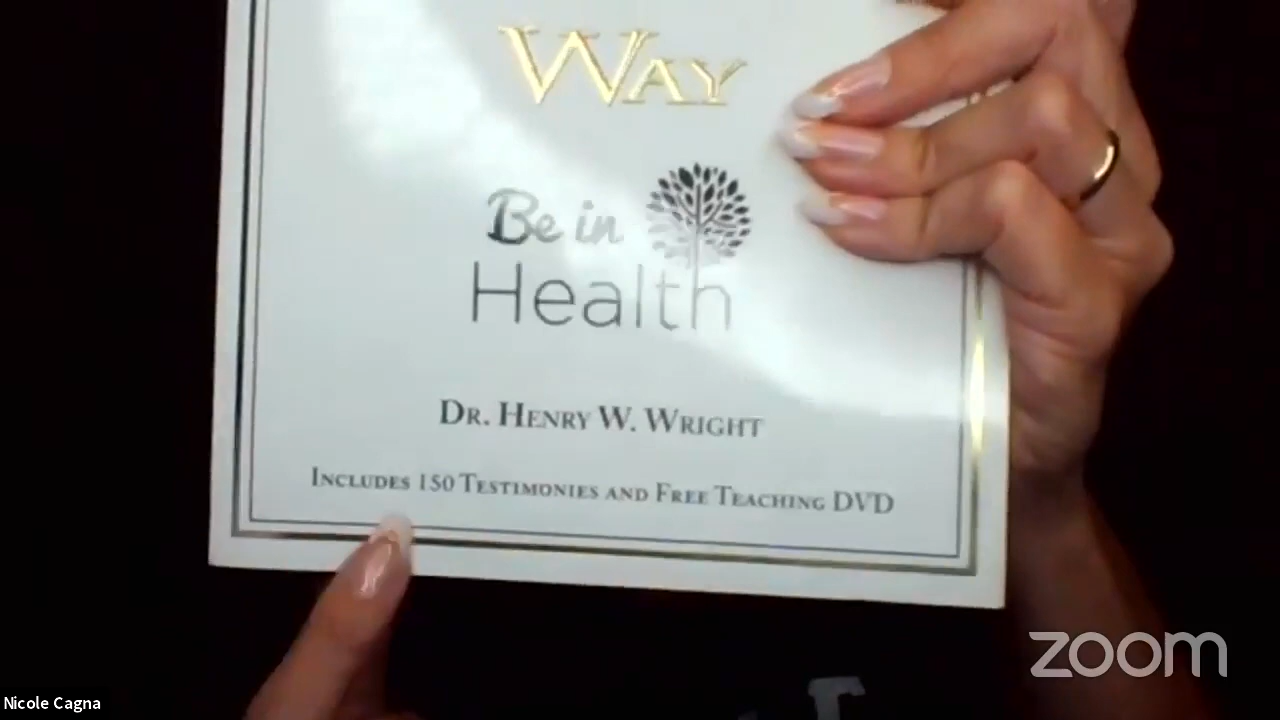 WAY
Be in
Health
DR. HENRY W. WRIGHT
INCLUDES 150 TESTIMONIES AND FREE TEACHING DVD
zoom
Nicole Cagna